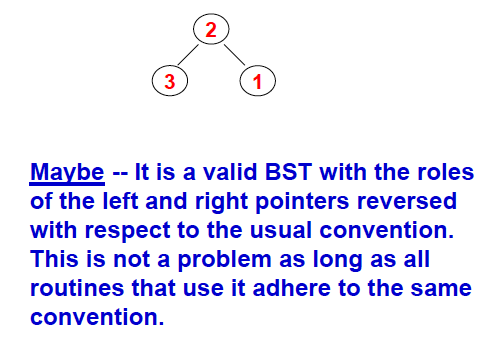 2
3 1
Maybe -- It is a valid BST with the roles
of the left and right pointers reversed
with respect to the usual convention.
This is not a problem as long as all
routines that use it adhere to the same
convention.